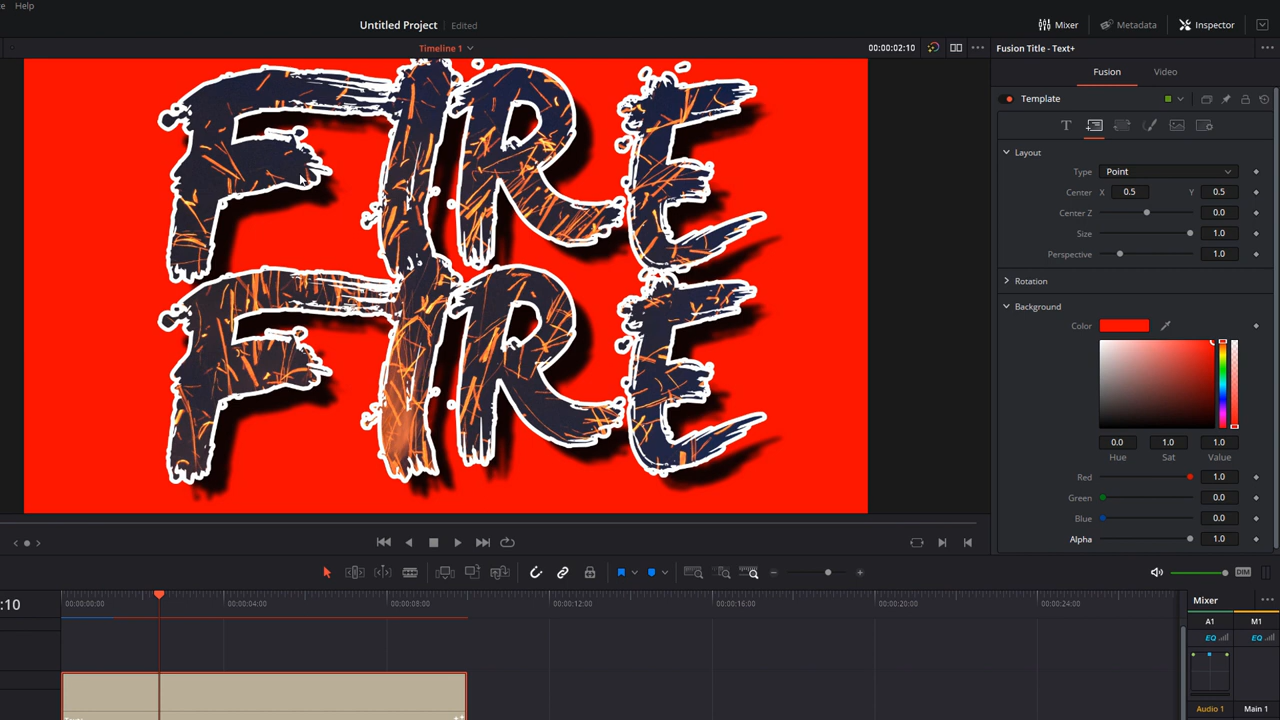 Help
Untitled Project Edited
Mixer Metadata Inspector
Timeline 1
00:00:02:10
Fusion Title - Text+
Fusion Video
Template
T
Layout
Type Point
Center X 0.5 Y 0.5
Center Z 0.0
Size 1.0
Perspective 1.0
Rotation
Background
Color
0.0 1.0 1.0
Hue Sat Value
Red 1.0
Green 0.0
Blue 0.0
Alpha 1.0
FIRE
FIRE
DIM
:10
00:00:00:00 00:00:04:00 00:00:08:00 00:00:12:00 00:00:16:00 00:00:20:00 00:00:24:00
Mixer
A1 M1
EQ EQ
Audio 1 Main 1